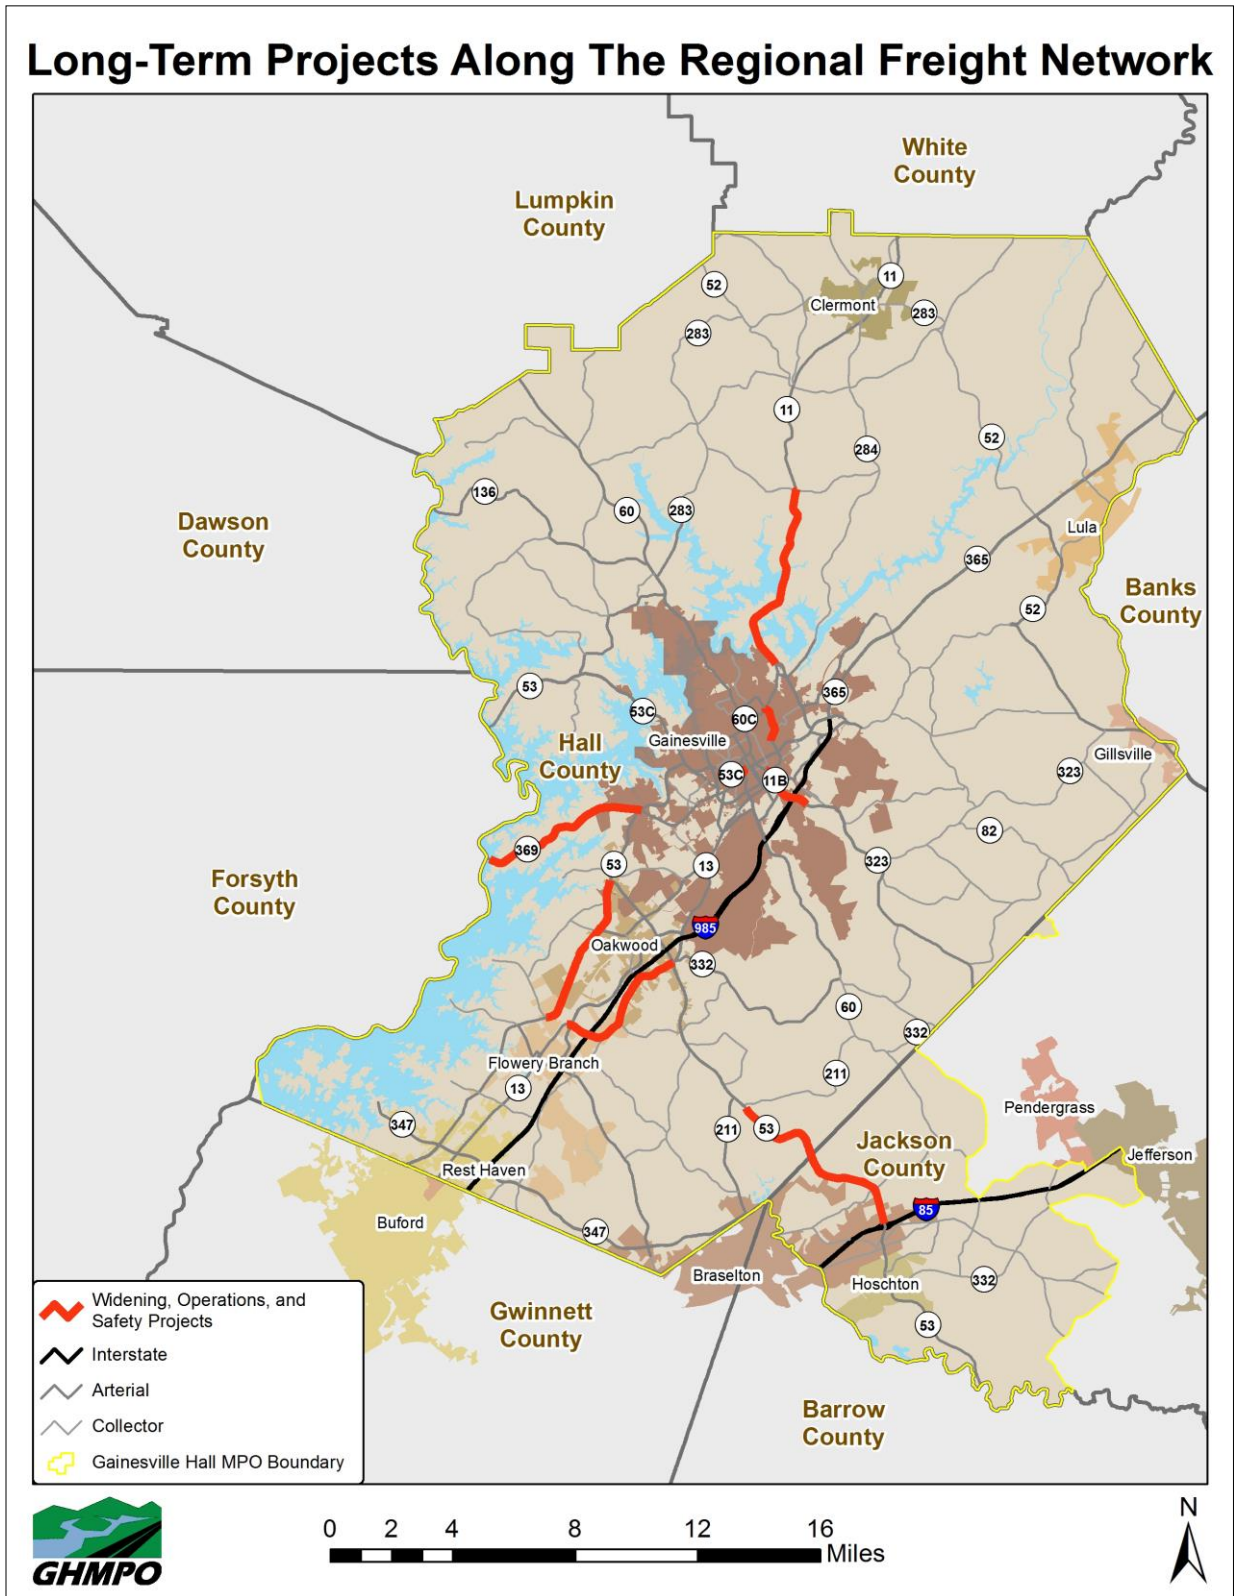 Long-Term Projects Along The Regional Freight Network
White
County
Lumpkin
County
11
52
Clermont
283
283
11
52
284
136
60
283
Dawson
County
Lula
365
Banks
County
52
53
365
53C
60C
Hall
County
Gainesville
Gillsville
53C
11B
323
82
369
53
13
323
Forsyth
County
985
Oakwood
332
60
332
Flowery Branch
211
13
Pendergrass
347
211
53
Jackson
County
Jefferson
Rest Haven
85
Buford
347
Braselton
Hoschton
332
Gwinnett
County
53
Barrow
County
Widening, Operations, and
Safety Projects
Interstate
Arterial
Collector
Gainesville Hall MPO Boundary
GHMPO
0 2 4 8 12 16
Miles
N